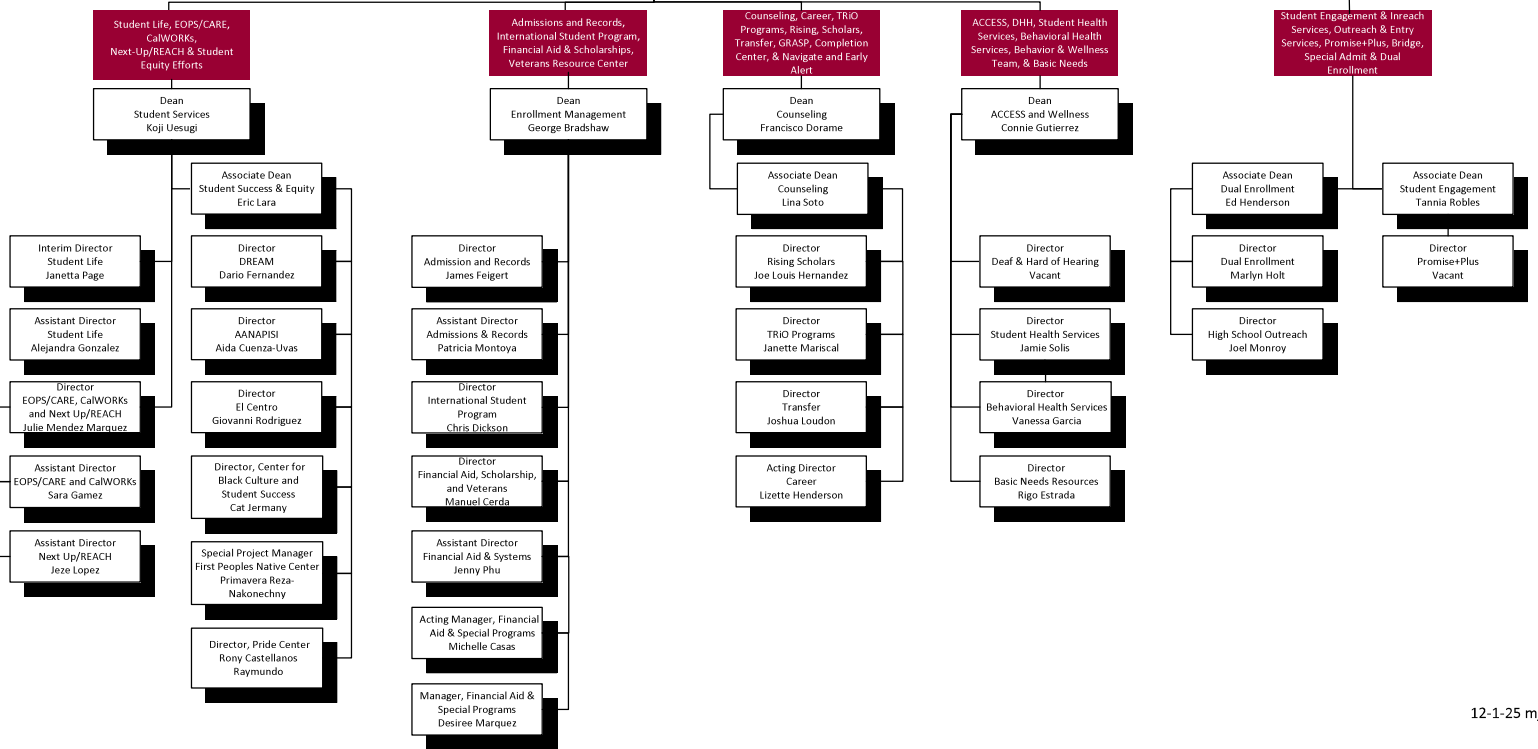 Student Life, EOPS/CARE,
CalWORKs,
Next-Up/REACH & Student
Equity Efforts
Dean
Student Services
Koji Uesugi
Associate Dean
Student Success & Equity
Eric Lara
Interim Director
Student Life
Janetta Page
Assistant Director
Student Life
Alejandra Gonzalez
Director
EOPS/CARE, CalWORKs
and Next Up/REACH
Julie Mendez Marquez
Assistant Director
EOPS/CARE and CalWORKs
Sara Gamez
Assistant Director
Next Up/REACH
Jeze Lopez
Director
DREAM
Dario Fernandez
Director
AANAPISI
Aida Cuenza-Uvas
Director
El Centro
Giovanni Rodriguez
Director, Center for
Black Culture and
Student Success
Cat Jermany
Special Project Manager
First Peoples Native Center
Primavera Reza-
Nakonechny
Director, Pride Center
Rony Castellanos
Raymundo
Admissions and Records,
International Student Program,
Financial Aid & Scholarships,
Veterans Resource Center
Dean
Enrollment Management
George Bradshaw
Director
Admission and Records
James Feigert
Assistant Director
Admissions & Records
Patricia Montoya
Director
International Student
Program
Chris Dickson
Director
Financial Aid, Scholarship,
and Veterans
Manuel Cerda
Assistant Director
Financial Aid & Systems
Jenny Phu
Acting Manager, Financial
Aid & Special Programs
Michelle Casas
Manager, Financial Aid &
Special Programs
Desiree Marquez
Counseling, Career, TRiO
Programs, Rising, Scholars,
Transfer, GRASP, Completion
Center, & Navigate and Early
Alert
Dean
Counseling
Francisco Dorame
Associate Dean
Counseling
Lina Soto
Director
Rising Scholars
Joe Louis Hernandez
Director
TRiO Programs
Janette Mariscal
Director
Transfer
Joshua Loudon
Acting Director
Career
Lizette Henderson
ACCESS, DHH, Student Health
Services, Behavioral Health
Services, Behavior & Wellness
Team, & Basic Needs
Dean
ACCESS and Wellness
Connie Gutierrez
Director
Deaf & Hard of Hearing
Vacant
Director
Student Health Services
Jamie Solis
Director
Behavioral Health Services
Vanessa Garcia
Director
Basic Needs Resources
Rigo Estrada
Student Engagement & Inreach
Services, Outreach & Entry
Services, Promise+Plus, Bridge,
Special Admit & Dual
Enrollment
Associate Dean
Dual Enrollment
Ed Henderson
Director
Dual Enrollment
Marlyn Holt
Director
High School Outreach
Joel Monroy
Associate Dean
Student Engagement
Tannia Robles
Director
Promise+Plus
Vacant
12-1-25